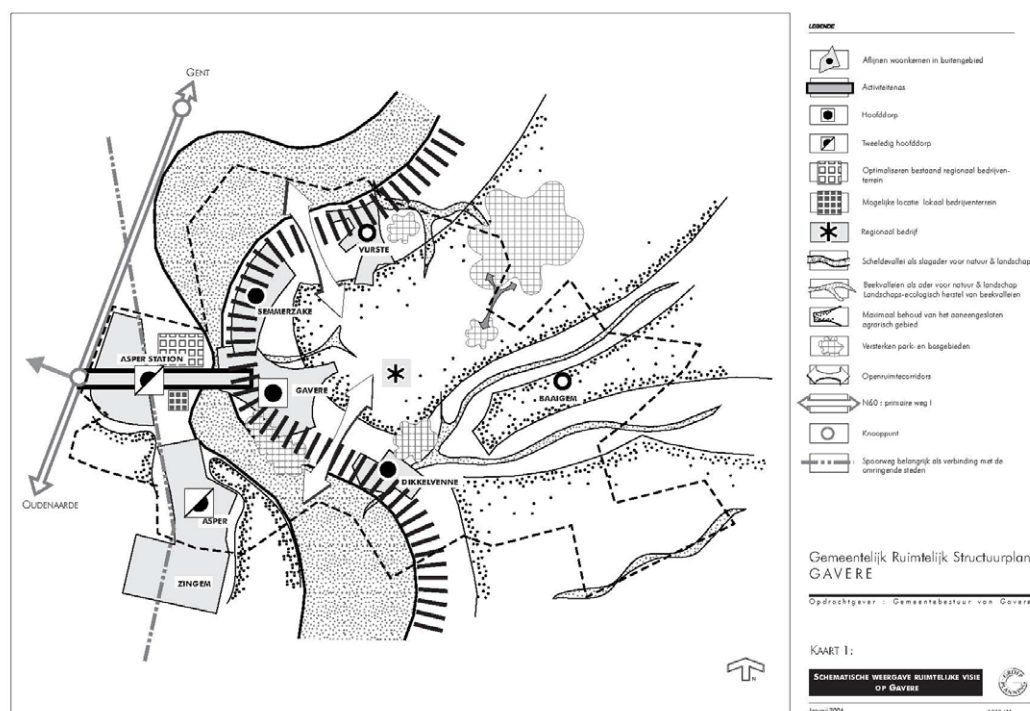 GENT
VURSTE
SEMMERZAKE
ASPER STATION
GAVERE
BAAIGEM
DIKKELVENNE
OUDENAARDE
ASPER
ZINGEM
N
LEGENDE
Aflijnen woonkernen in buitengebied
Activiteitenas
Hoofddorp
Tweeledig hoofddorp
Optimaliseren bestaand regionaal bedrijven-
terrein
Mogelijke locatie lokaal bedrijventerrein
Regionaal bedrijf
Scheldevallei als slagader voor natuur & landschap
Beekvalleien als ader voor natuur & landschap
Landschaps-ecologisch herstel van beekvalleien
Maximaal behoud van het aaneengesloten
agrarisch gebied
Versterken park- en bosgebieden
Openruimtecorridors
N60 : primaire weg I
Knooppunt
Spoorweg belangrijk als verbinding met de
omringende steden
Gemeentelijk Ruimtelijk Structuurplan
GAVERE
Opdrachtgever : Gemeentebestuur van Gavere
KAART 1:
SCHEMATISCHE WEERGAVE RUIMTELIJKE VISIE
OP GAVERE
GROEP
PLANNING
Januari 2006